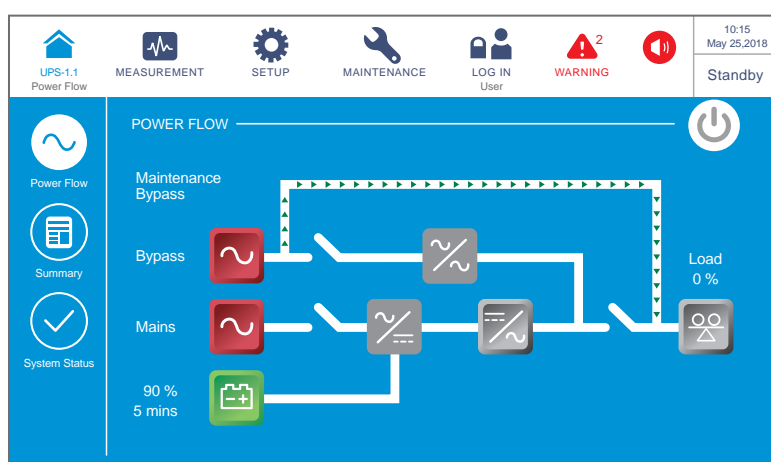 UPS-1.1
Power Flow
MEASUREMENT
SETUP
MAINTENANCE
LOG IN
User
2
WARNING
10:15
May 25,2018
Standby
POWER FLOW
Power Flow
Summary
System Status
Maintenance
Bypass
Bypass
Load
0 %
Mains
90 %
5 mins